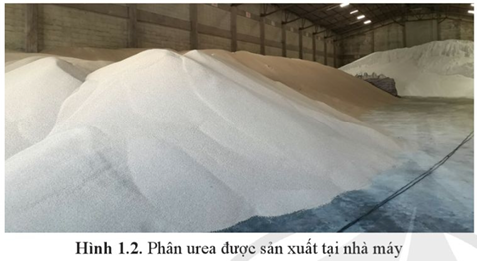 Hình 1.2. Phân urea được sản xuất tại nhà máy